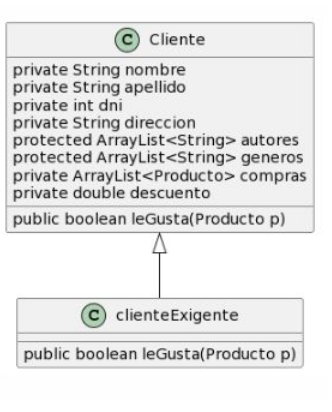 C Cliente
private String nombre
private String apellido
private int dni
private String direccion
protected ArrayList<String> autores
protected ArrayList<String> generos
private ArrayList<Producto> compras
private double descuento
public boolean leGusta(Producto p)
C clienteExigente
public boolean leGusta(Producto p)